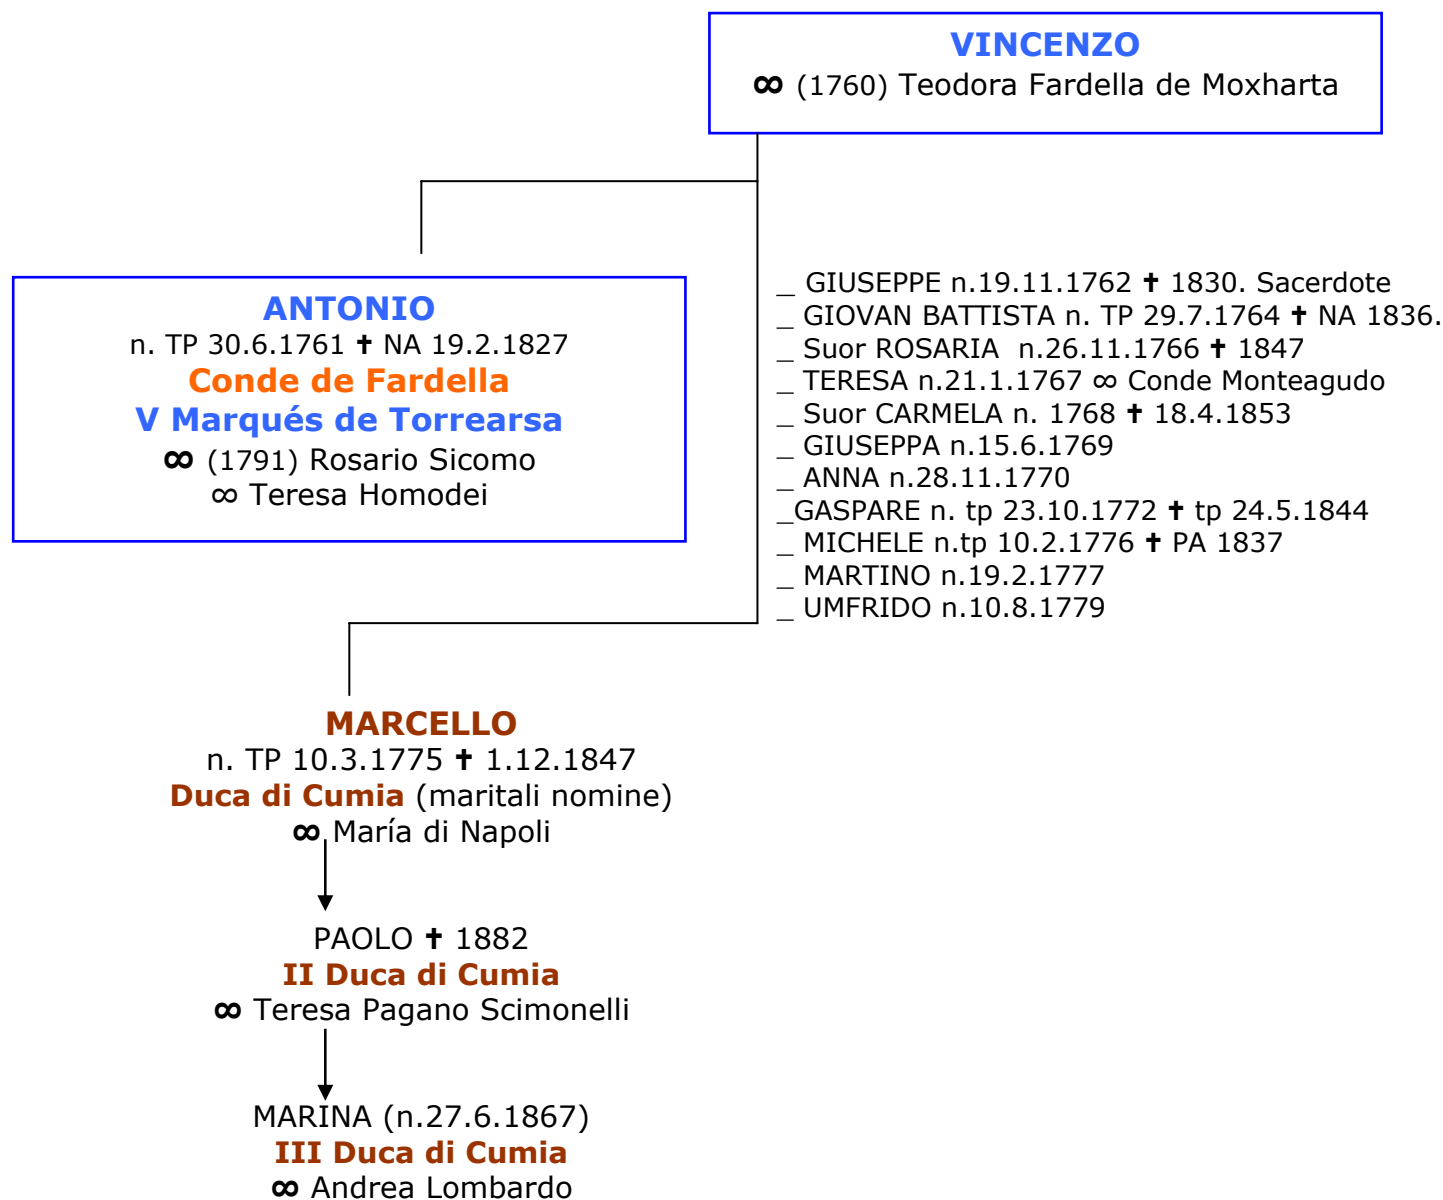 VINCENZO
∞ (1760) Teodora Fardella de Moxharta
ANTONIO
n. TP 30.6.1761 ✝ NA 19.2.1827
Conde de Fardella
V Marqués de Torrearsa
∞ (1791) Rosario Sicomo
∞ Teresa Homodei
_ GIUSEPPE n.19.11.1762 ✝ 1830. Sacerdote
_ GIOVAN BATTISTA n. TP 29.7.1764 ✝ NA 1836.
_ Suor ROSARIA  n.26.11.1766 ✝ 1847
_ TERESA n.21.1.1767 ∞ Conde Monteagudo
_ Suor CARMELA n. 1768 ✝ 18.4.1853
_ GIUSEPPA n.15.6.1769
_ ANNA n.28.11.1770
_GASPARE n. tp 23.10.1772 ✝ tp 24.5.1844
_ MICHELE n.tp 10.2.1776 ✝ PA 1837
_ MARTINO n.19.2.1777
_ UMFRIDO n.10.8.1779
MARCELLO
n. TP 10.3.1775 ✝ 1.12.1847
Duca di Cumia (maritali nomine)
∞ María di Napoli
PAOLO ✝ 1882
II Duca di Cumia
∞ Teresa Pagano Scimonelli
MARINA (n.27.6.1867)
III Duca di Cumia
∞ Andrea Lombardo